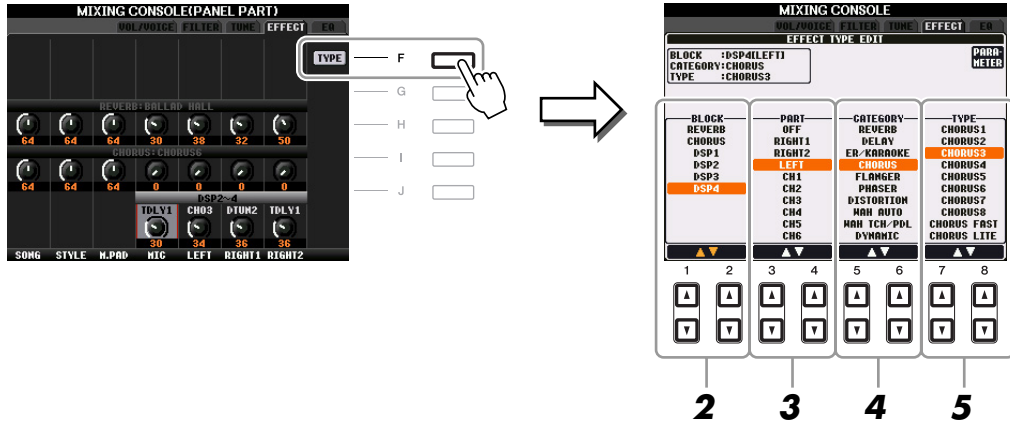 MIXING CONSOLE(PANEL PART)
VOL/VOICE FILTER TUNE EFFECT EQ
TYPE F
G
H
I
J
REVERB:BALLAD HALL
64 64 64 30 38 32 50
CHORUS:CHORUS6
64 64 64 0 0 0 0
DSP2~4
TDLY1 CHO3 DTUN2 TDLY1
30 34 36 36
SONG STYLE M.PAD MIC LEFT RIGHT1 RIGHT2
MIXING CONSOLE
VOL/VOICE FILTER TUNE EFFECT EQ
EFFECT TYPE EDIT
BLOCK :DSP4[LEFT]
CATEGORY:CHORUS
TYPE :CHORUS3
PARA-
METER
BLOCK
REVERB
CHORUS
DSP1
DSP2
DSP3
DSP4
PART
OFF
RIGHT1
RIGHT2
LEFT
CH1
CH2
CH3
CH4
CH5
CH6
CATEGORY
REVERB
DELAY
ER/KARAOKE
CHORUS
FLANGER
PHASER
DISTORTION
WAH AUTO
WAH TCH/PDL
DYNAMIC
TYPE
CHORUS1
CHORUS2
CHORUS3
CHORUS4
CHORUS5
CHORUS6
CHORUS7
CHORUS8
CHORUS FAST
CHORUS LITE
1 2 3 4 5 6 7 8
2 3 4 5